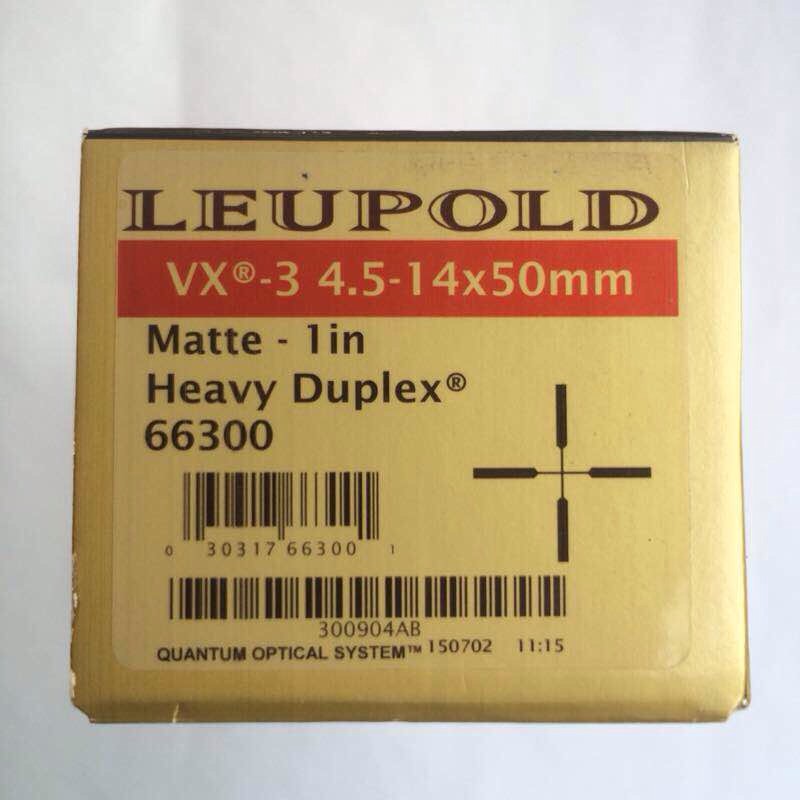 LEUPOLD
VX®-3 4.5-14x50mm
Matte - 1in
Heavy Duplex®
66300
0 30317 66300 1
300904AB
QUANTUM OPTICAL SYSTEM™ 150702 11:15